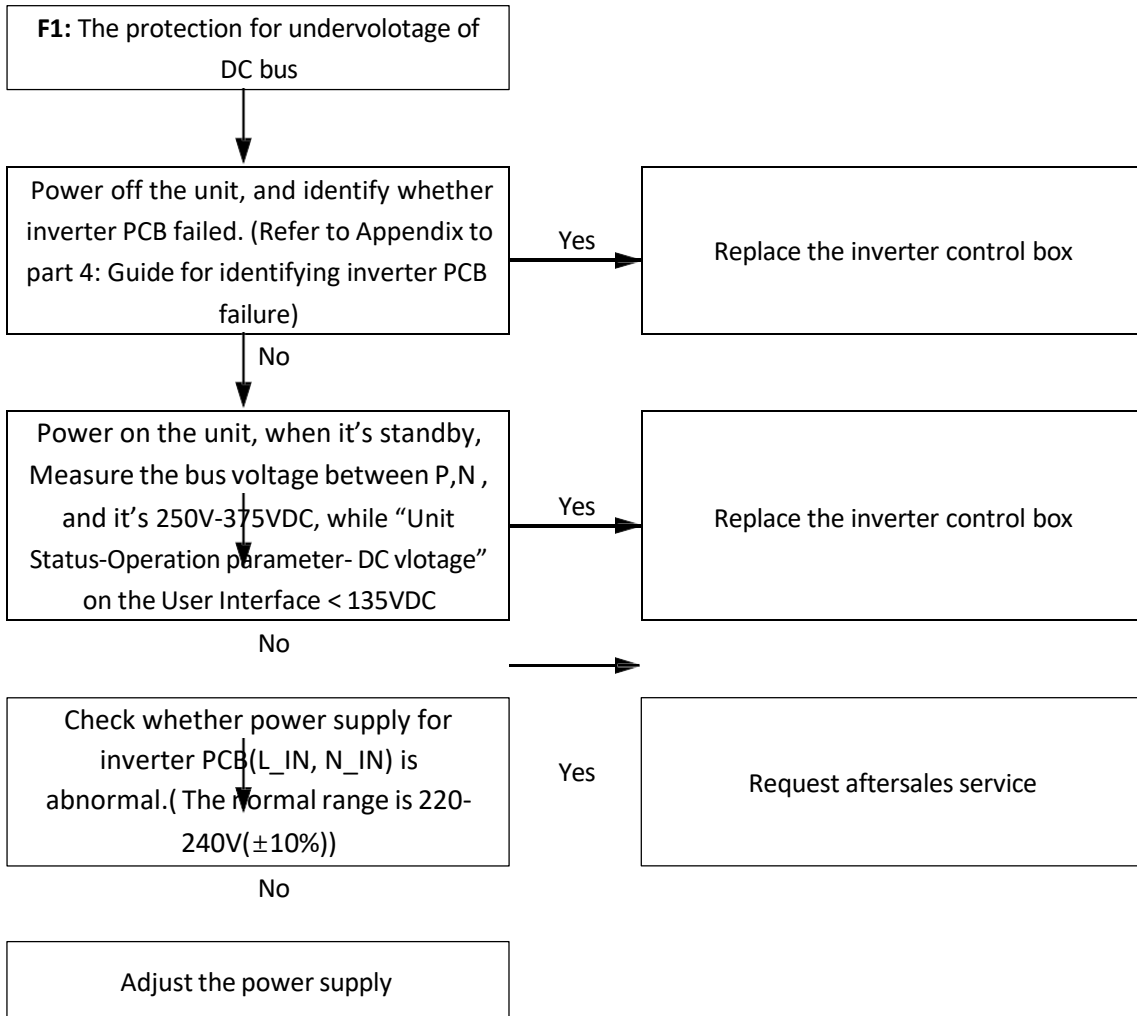 F1: The protection for undervolotage of
DC bus
Power off the unit, and identify whether
inverter PCB failed. (Refer to Appendix to
part 4: Guide for identifying inverter PCB
failure)
Yes
Replace the inverter control box
No
Power on the unit, when it’s standby,
Measure the bus voltage between P,N ,
and it’s 250V-375VDC, while “Unit
Status-Operation parameter- DC vlotage”
on the User Interface < 135VDC
Yes
Replace the inverter control box
No
Check whether power supply for
inverter PCB(L_IN, N_IN) is
abnormal.( The normal range is 220-
240V(±10%))
Yes
Request aftersales service
No
Adjust the power supply